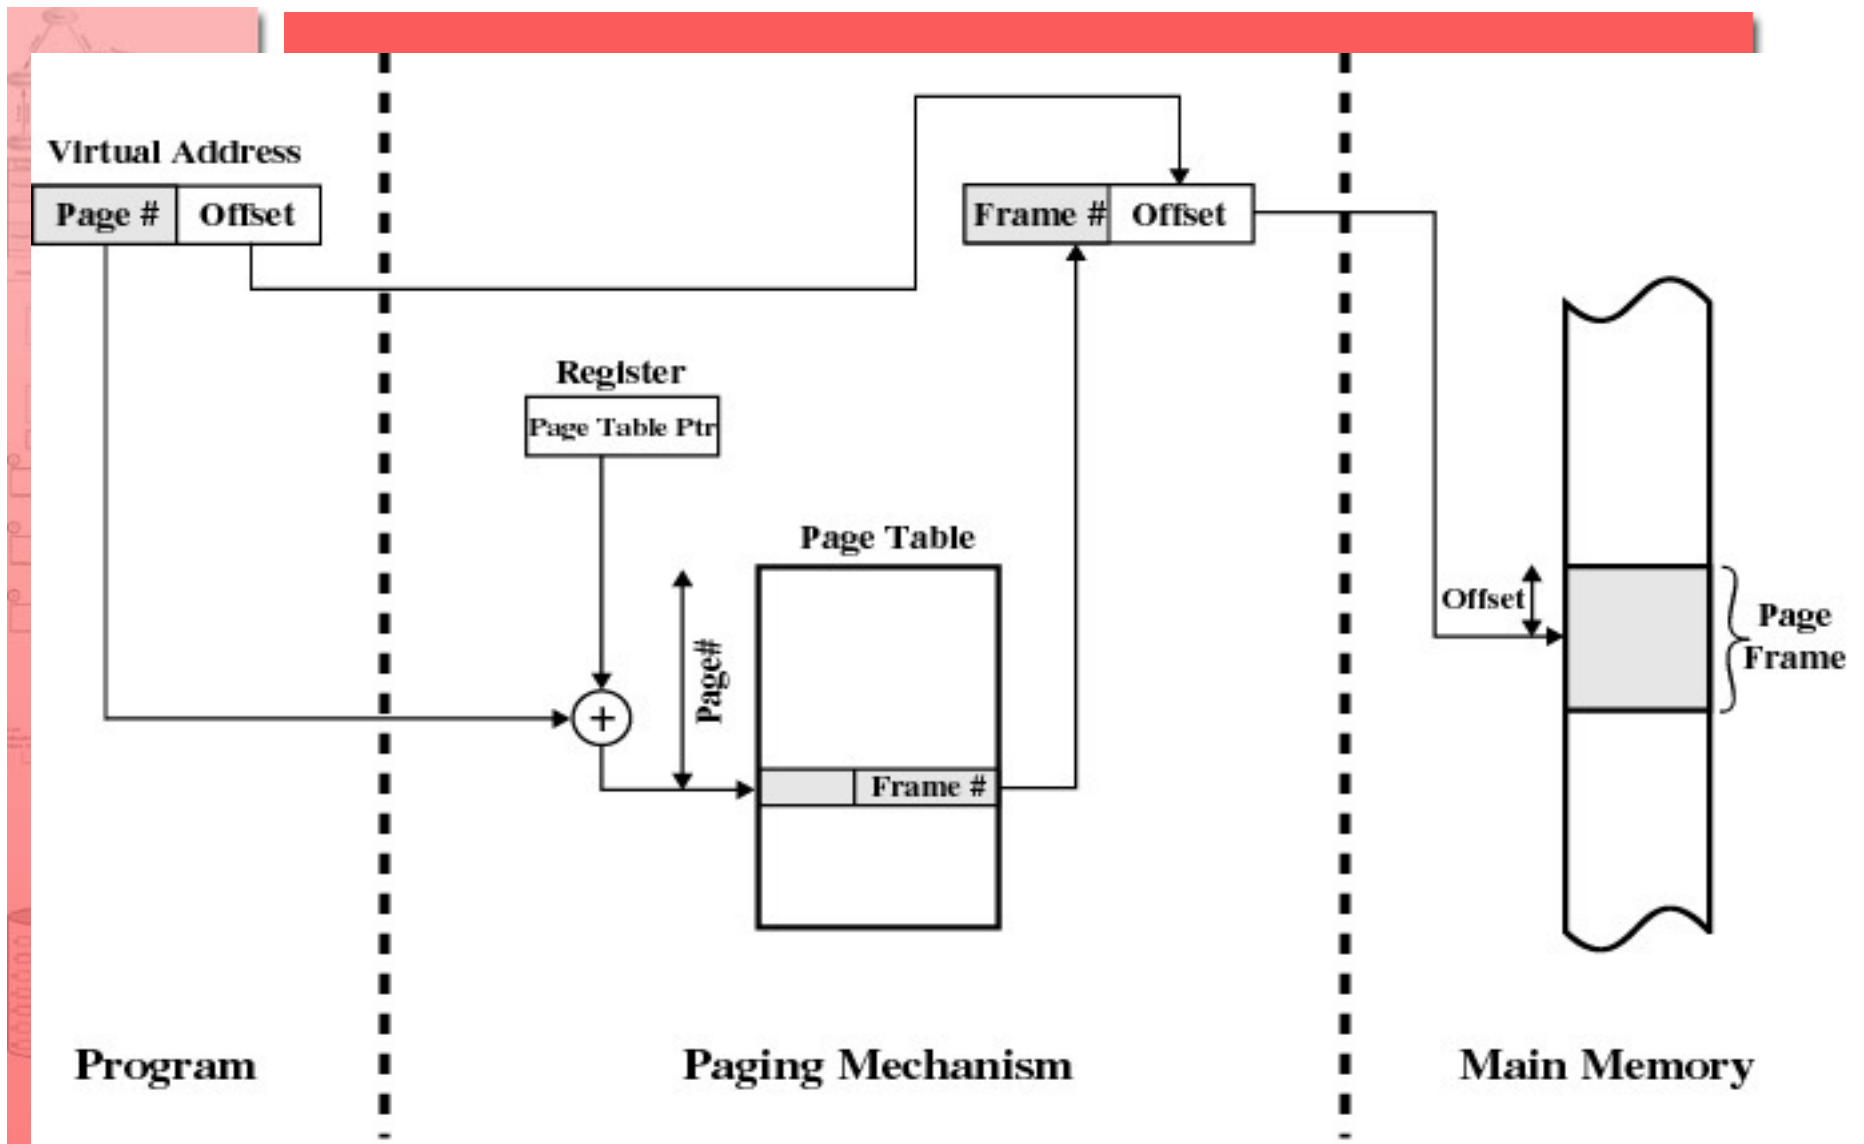 Virtual Address
Page # Offset
Frame # Offset
Register
Page Table Ptr
Page Table
Page#
Frame #
Offset
Page
Frame
+
Program
Paging Mechanism
Main Memory